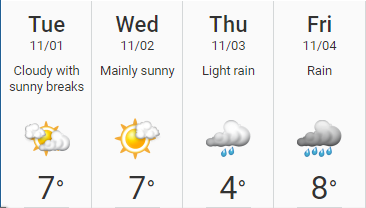 Tue Wed Thu Fri
11/01 11/02 11/03 11/04
Cloudy with Mainly sunny Light rain Rain
sunny breaks
7° 7° 4° 8°